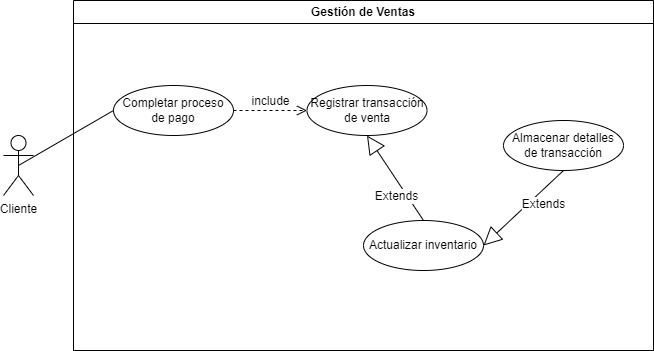 Gestión de Ventas
Completar proceso
de pago
include
Registrar transacción
de venta
Almacenar detalles
de transacción
Cliente
Extends
Extends
Actualizar inventario